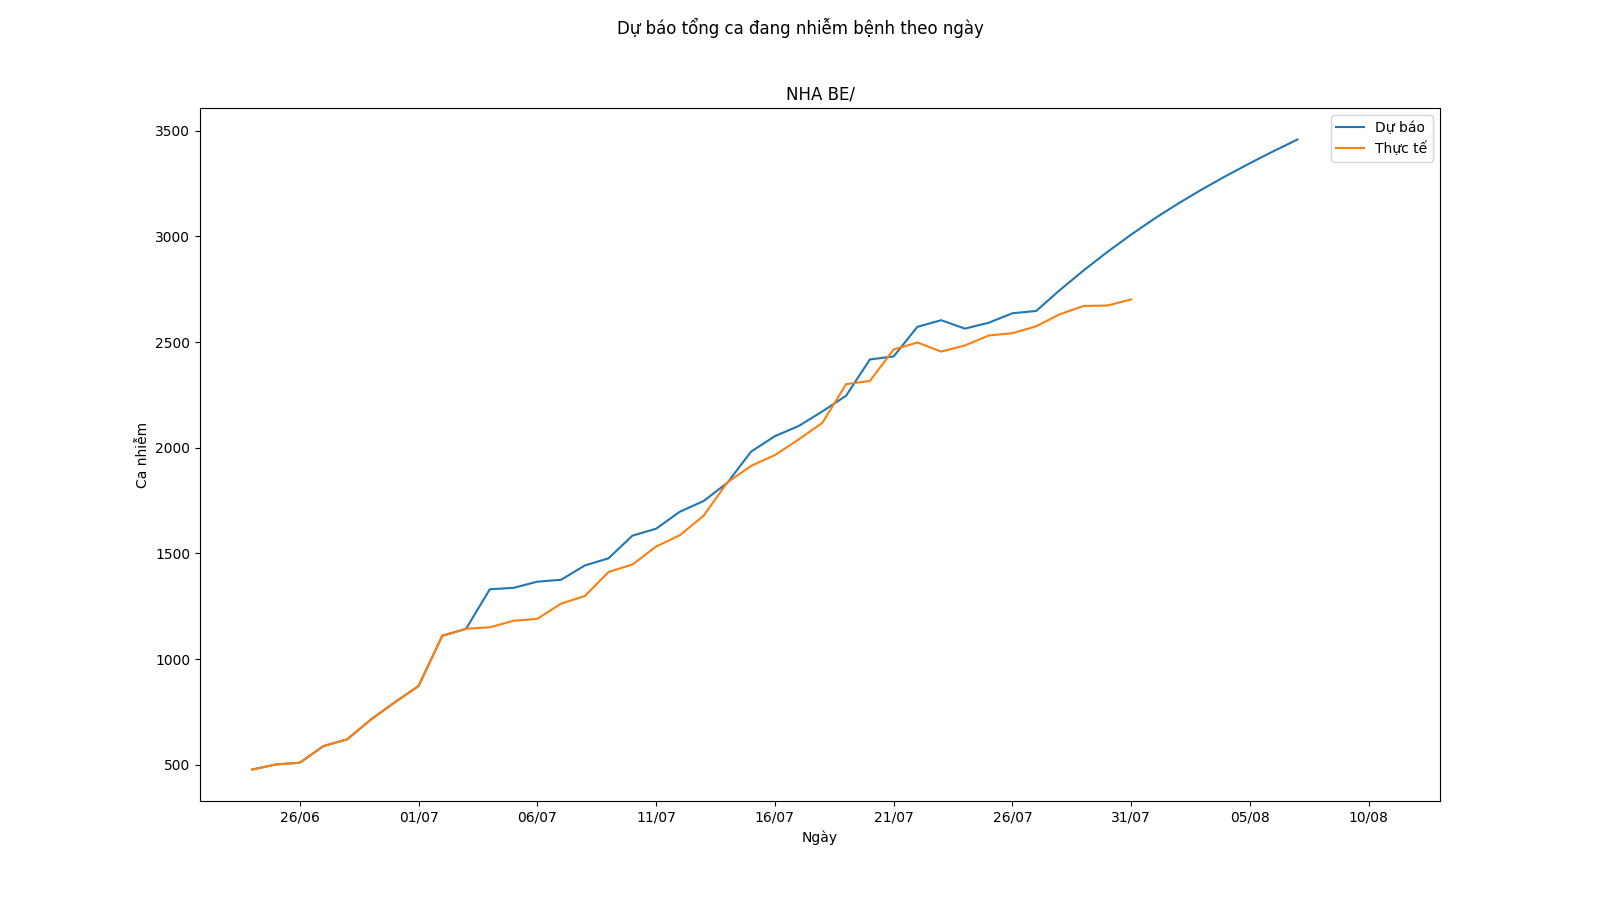 Dự báo tổng ca đang nhiễm bệnh theo ngày
NHA BE/
Dự báo
Thực tế
3500
3000
2500
2000
1500
1000
500
Ca nhiễm
26/06 01/07 06/07 11/07 16/07 21/07 26/07 31/07 05/08 10/08
Ngày